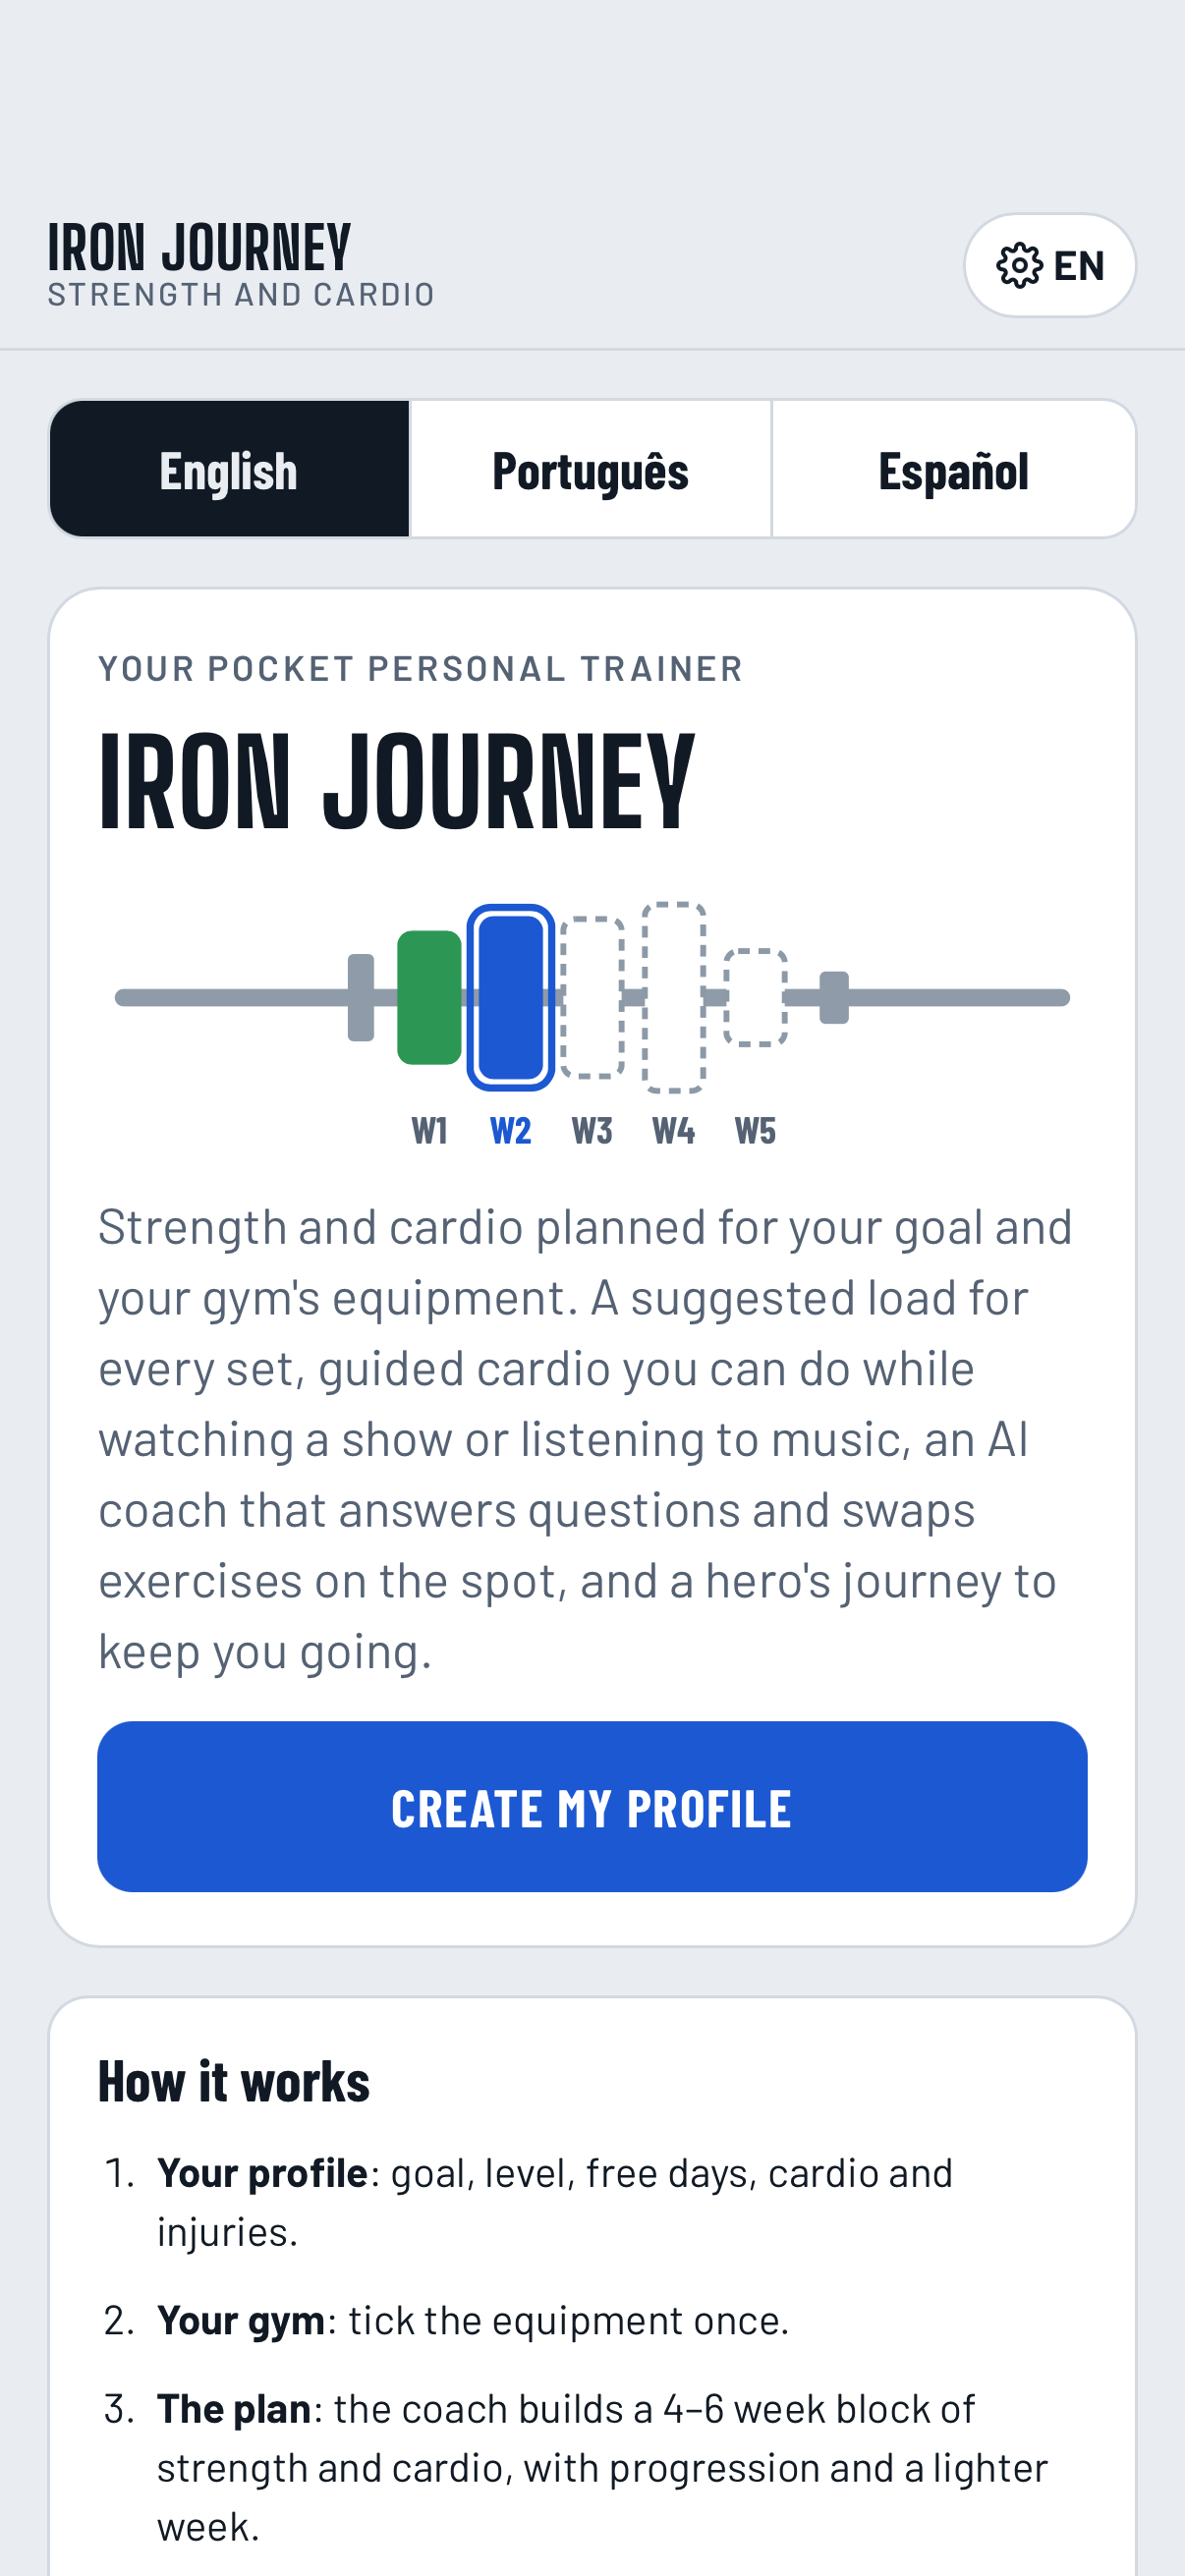 IRON JOURNEY
STRENGTH AND CARDIO
EN
English
Português
Español
YOUR POCKET PERSONAL TRAINER
IRON JOURNEY
W1 W2 W3 W4 W5
Strength and cardio planned for your goal and
your gym's equipment. A suggested load for
every set, guided cardio you can do while
watching a show or listening to music, an AI
coach that answers questions and swaps
exercises on the spot, and a hero's journey to
keep you going.
CREATE MY PROFILE
How it works
1. Your profile: goal, level, free days, cardio and
injuries.
2. Your gym: tick the equipment once.
3. The plan: the coach builds a 4–6 week block of
strength and cardio, with progression and a lighter
week.